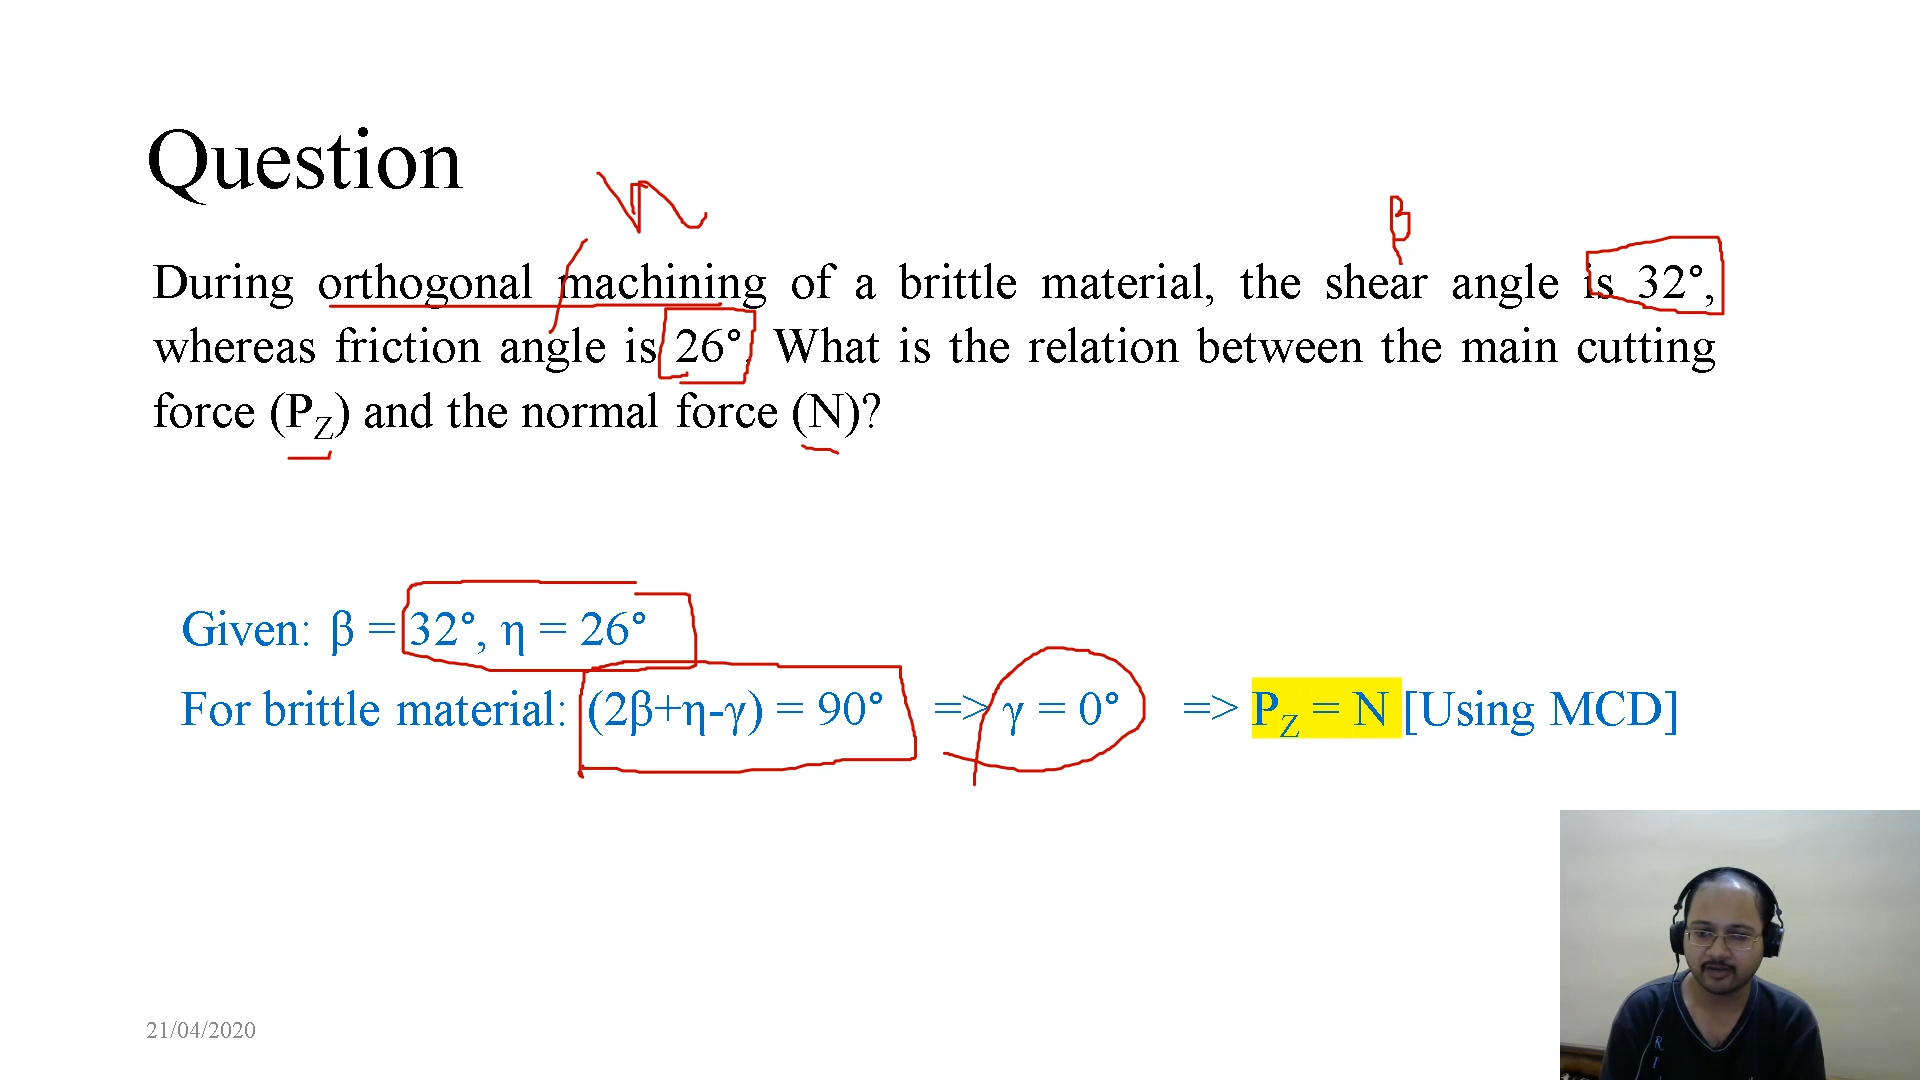 Question
η
β
During orthogonal machining of a brittle material, the shear angle is 32°,
whereas friction angle is 26°. What is the relation between the main cutting
force (P_Z) and the normal force (N)?
Given: β = 32°, η = 26°
For brittle material: (2β+η-γ) = 90° => γ = 0° => P_Z = N [Using MCD]
21/04/2020